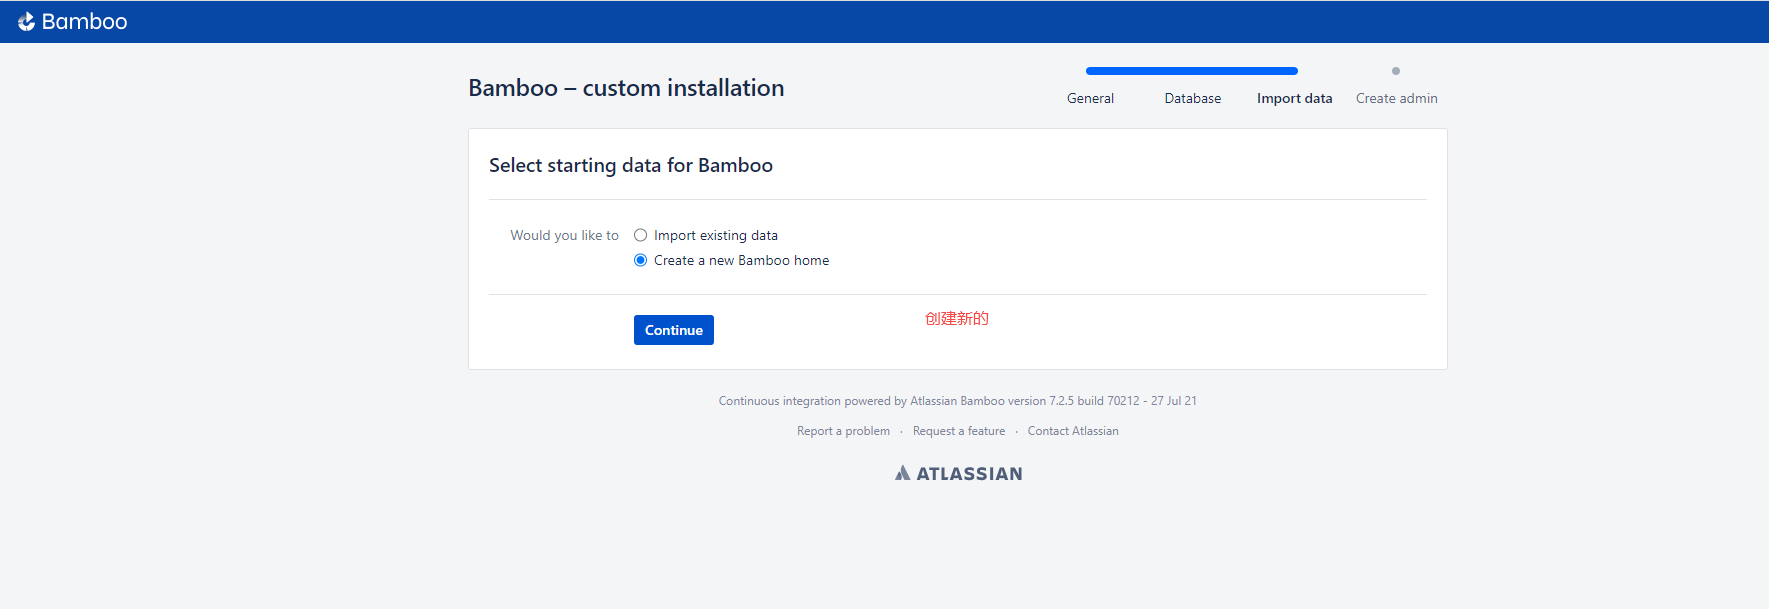 Bamboo
Bamboo – custom installation
General Database Import data Create admin
Select starting data for Bamboo
Would you like to Import existing data
Create a new Bamboo home
创建新的
Continue
Continuous integration powered by Atlassian Bamboo version 7.2.5 build 70212 - 27 Jul 21
Report a problem · Request a feature · Contact Atlassian
ATLASSIAN